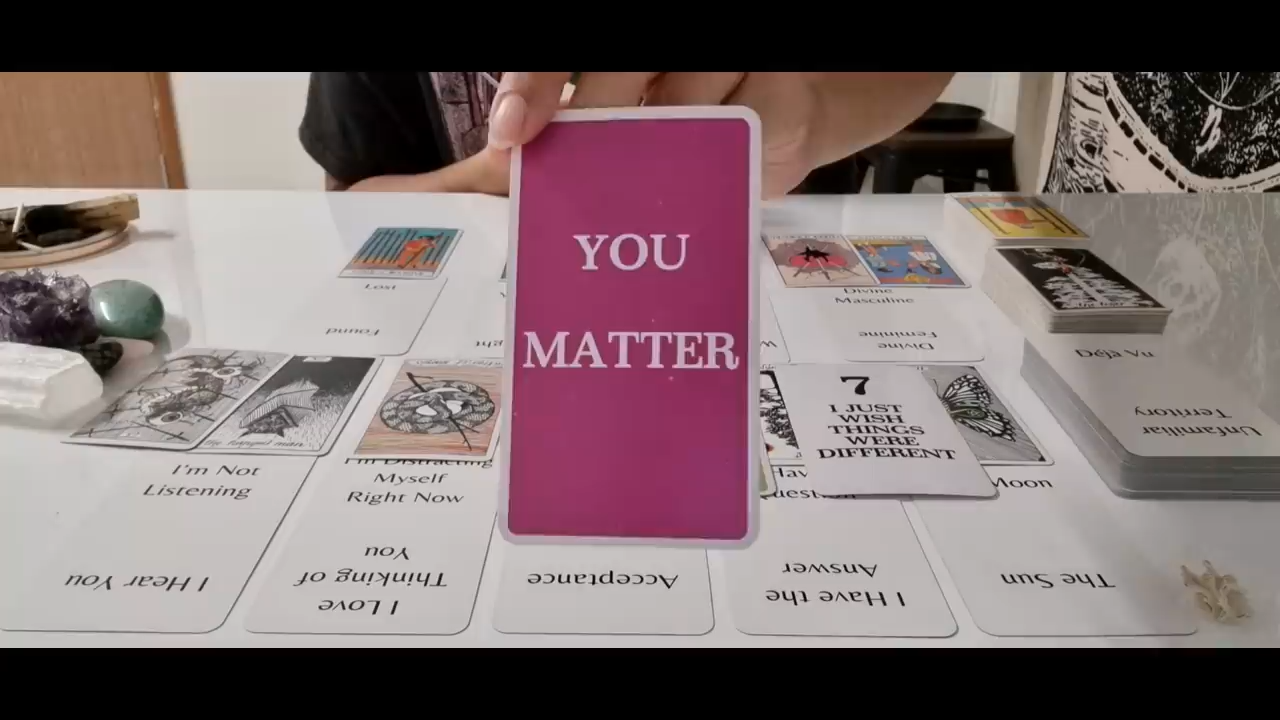 YOU
MATTER
Lost
Found
Divine
Masculine
Divine
Feminine
7
I JUST
WISH
THINGS
WERE
DIFFERENT
Déjà Vu
Unfamiliar
Territory
I'm Not
Listening
I Hear You
I'm Distracting
Myself
Right Now
I Love
Thinking of
You
Acceptance
I Have the
Answer
Moon
The Sun